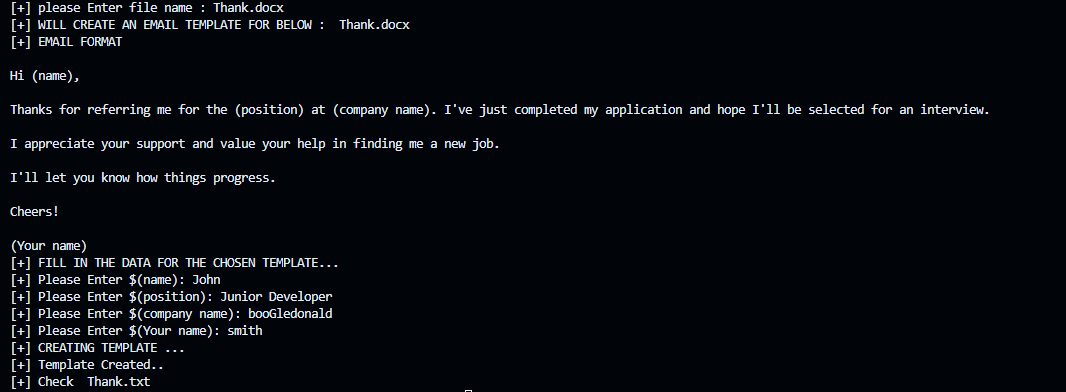 [+] please Enter file name : Thank.docx
[+] WILL CREATE AN EMAIL TEMPLATE FOR BELOW :  Thank.docx
[+] EMAIL FORMAT
Hi (name),
Thanks for referring me for the (position) at (company name). I've just completed my application and hope I'll be selected for an interview.
I appreciate your support and value your help in finding me a new job.
I'll let you know how things progress.
Cheers!
(Your name)
[+] FILL IN THE DATA FOR THE CHOSEN TEMPLATE...
[+] Please Enter $(name): John
[+] Please Enter $(position): Junior Developer
[+] Please Enter $(company name): booGledonald
[+] Please Enter $(Your name): smith
[+] CREATING TEMPLATE ...
[+] Template Created..
[+] Check  Thank.txt